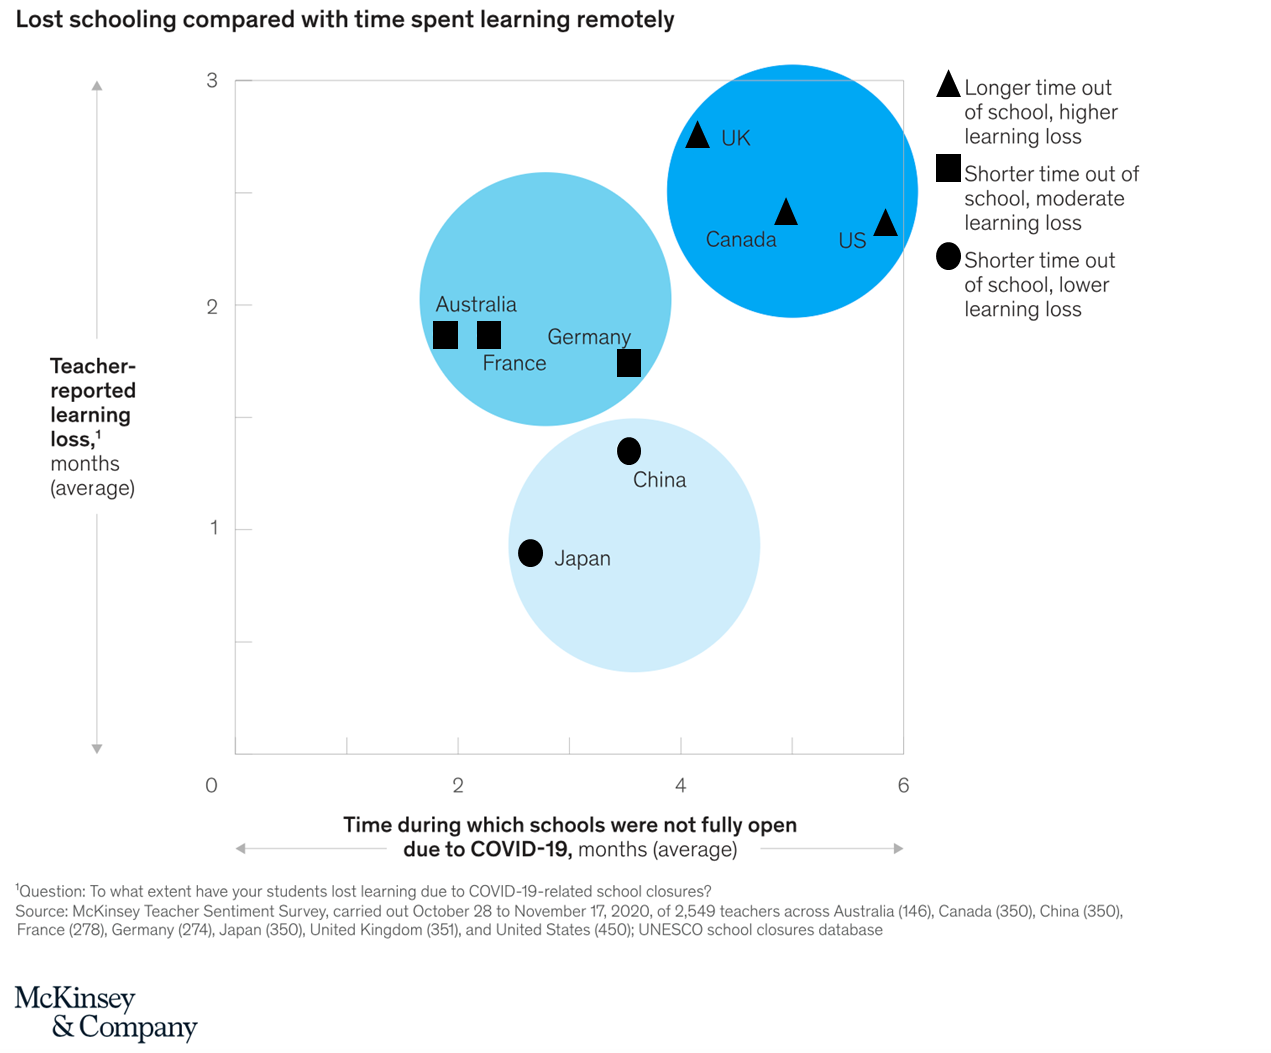 Lost schooling compared with time spent learning remotely
3
2
1
0
2
4
6
Teacher-
reported
learning
loss,¹
months
(average)
UK
Canada
US
Australia
France
Germany
China
Japan
Longer time out
of school, higher
learning loss
Shorter time out of
school, moderate
learning loss
Shorter time out
of school, lower
learning loss
Time during which schools were not fully open
due to COVID-19, months (average)
¹Question: To what extent have your students lost learning due to COVID-19-related school closures?
Source: McKinsey Teacher Sentiment Survey, carried out October 28 to November 17, 2020, of 2,549 teachers across Australia (146), Canada (350), China (350),
France (278), Germany (274), Japan (350), United Kingdom (351), and United States (450); UNESCO school closures database
McKinsey
& Company